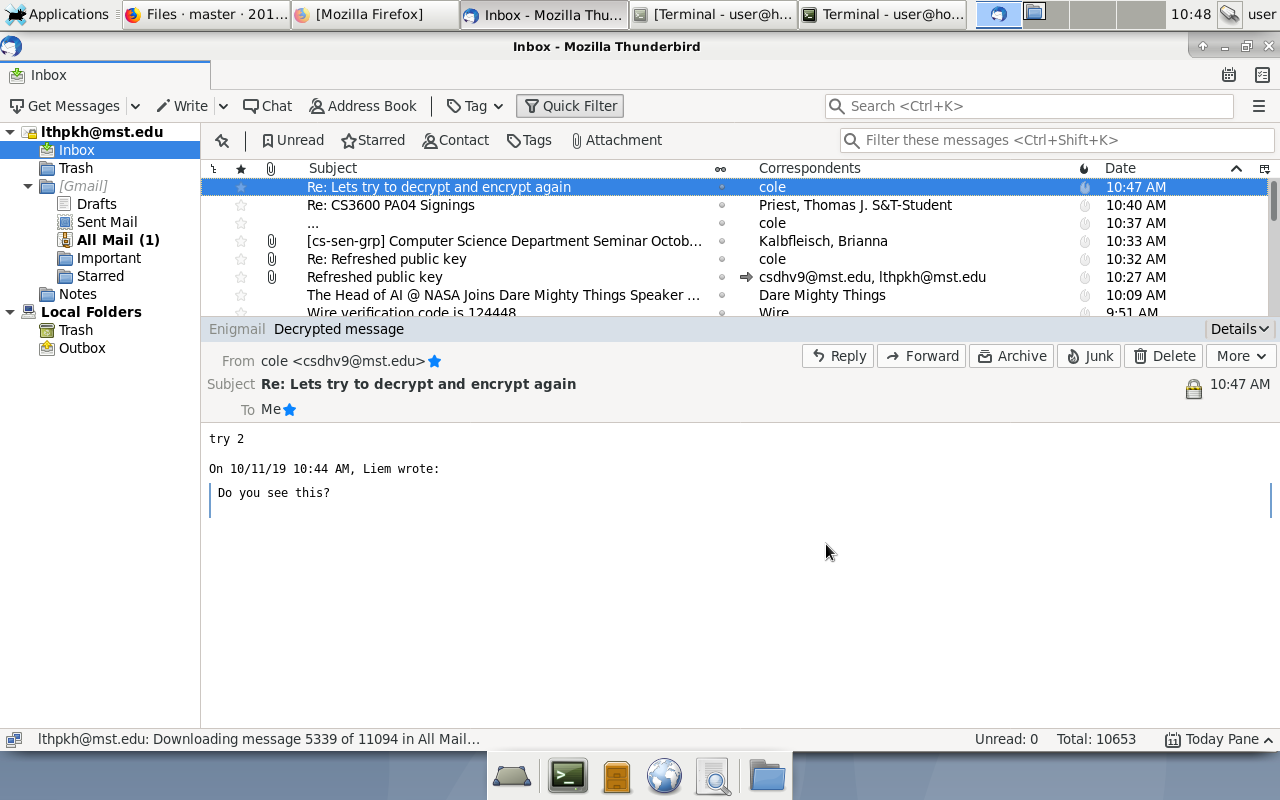 Applications
Files · master · 201...
[Mozilla Firefox]
Inbox - Mozilla Thu...
[Terminal - user@h...
Terminal - user@ho...
10:48
user
Inbox - Mozilla Thunderbird
Inbox
Get Messages
Write
Chat
Address Book
Tag
Quick Filter
Search <Ctrl+K>
lthpkh@mst.edu
Inbox
Trash
[Gmail]
Drafts
Sent Mail
All Mail (1)
Important
Starred
Notes
Local Folders
Trash
Outbox
Unread
Starred
Contact
Tags
Attachment
Filter these messages <Ctrl+Shift+K>
Subject Correspondents Date
Re: Lets try to decrypt and encrypt again cole 10:47 AM
Re: CS3600 PA04 Signings Priest, Thomas J. S&T-Student 10:40 AM
... cole 10:37 AM
[cs-sen-grp] Computer Science Department Seminar Octob... Kalbfleisch, Brianna 10:33 AM
Re: Refreshed public key cole 10:32 AM
Refreshed public key csdhv9@mst.edu, lthpkh@mst.edu 10:27 AM
The Head of AI @ NASA Joins Dare Mighty Things Speaker ... Dare Mighty Things 10:09 AM
Wire verification code is 124448 Wire 9:51 AM
Enigmail Decrypted message Details
From cole <csdhv9@mst.edu>
Reply
Forward
Archive
Junk
Delete
More
Subject Re: Lets try to decrypt and encrypt again 10:47 AM
To Me
try 2
On 10/11/19 10:44 AM, Liem wrote:
Do you see this?
lthpkh@mst.edu: Downloading message 5339 of 11094 in All Mail...
Unread: 0
Total: 10653
Today Pane